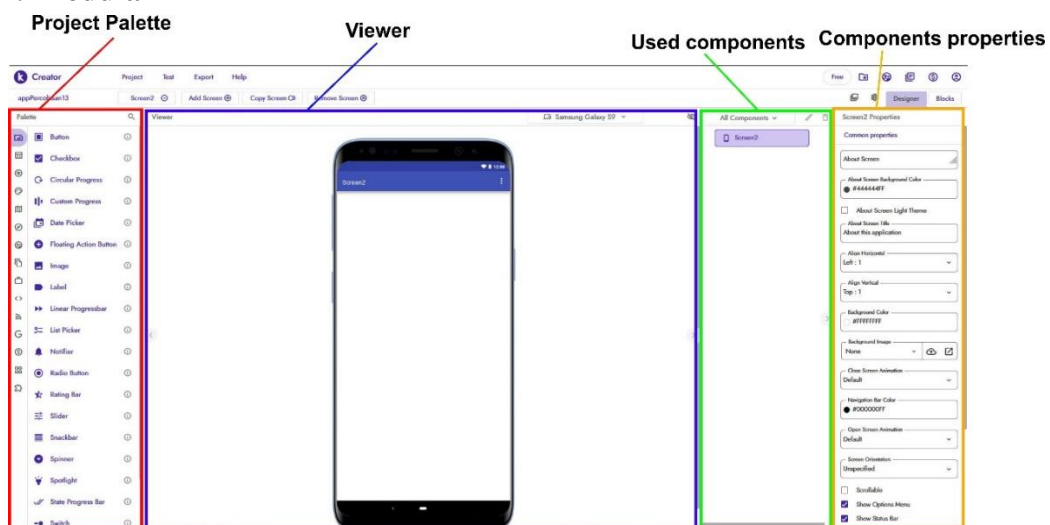 Project Palette
Viewer
Used components
Components properties
Creator
Project
Test
Export
Help
Free
appPercobaan13
Screen2
Add Screen
Copy Screen
Remove Screen
Designer
Blocks
Palette
Button
Checkbox
Circular Progress
Custom Progress
Date Picker
Floating Action Button
Image
Label
Linear Progressbar
List Picker
Notifier
Radio Button
Rating Bar
Slider
Snackbar
Spinner
Spotlight
State Progress Bar
Switch
Viewer
Samsung Galaxy S9
Screen2
All Components
Screen2
Screen2 Properties
Common properties
About Screen
About Screen Background Color
#444444FF
About Screen Light Theme
About Screen Title
About this application
Align Horizontal
Left : 1
Align Vertical
Top : 1
Background Color
#FFFFFFFF
Background Image
None
Close Screen Animation
Default
Navigation Bar Color
#000000FF
Open Screen Animation
Default
Screen Orientation
Unspecified
Scrollable
Show Options Menu
Show Status Bar